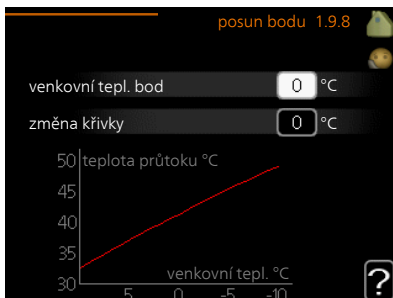 posun bodu 1.9.8
venkovní tepl. bod 0 °C
změna křivky 0 °C
50 teplota průtoku °C
45
40
35
venkovní tepl. °C
30
5 0 -5 -10
?